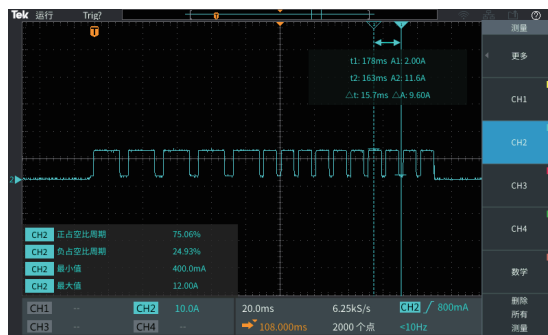 Tek 运行 Trig?
测量
T
T
更多
t1: 178ms A1: 2.00A
t2: 163ms A2: 11.6A
△t: 15.7ms △A: 9.60A
CH1
CH2
2
CH3
CH2 正占空比周期 75.06%
CH2 负占空比周期 24.93%
CH2 最小值 400.0mA
CH2 最大值 12.00A
CH4
数学
删除
所有
测量
CH1 -- CH2 10.0A 20.0ms 6.25kS/s CH2 800mA
CH3 -- CH4 -- 108.000ms 2000 个点 <10Hz